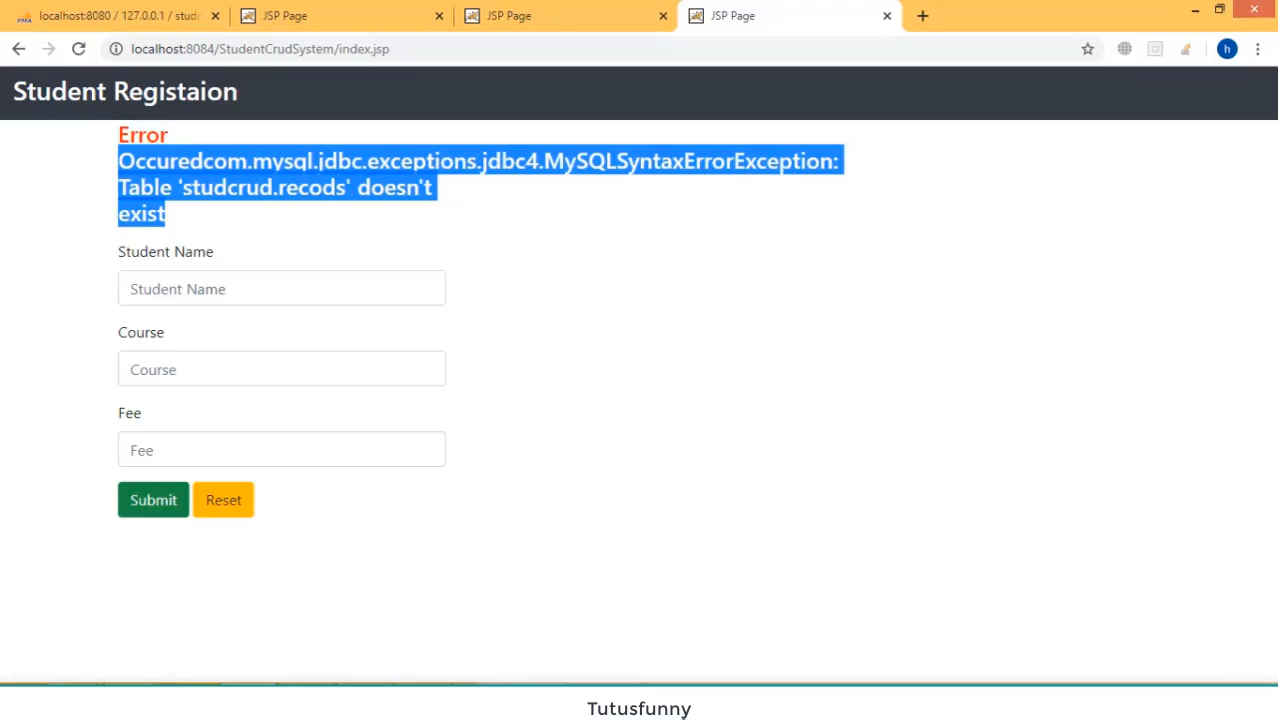 localhost:8080 / 127.0.0.1 / studc
JSP Page
JSP Page
JSP Page
localhost:8084/StudentCrudSystem/index.jsp
h
Student Registaion
Error
Occuredcom.mysql.jdbc.exceptions.jdbc4.MySQLSyntaxErrorException:
Table 'studcrud.recods' doesn't
exist
Student Name
Student Name
Course
Course
Fee
Fee
Submit Reset
Tutusfunny